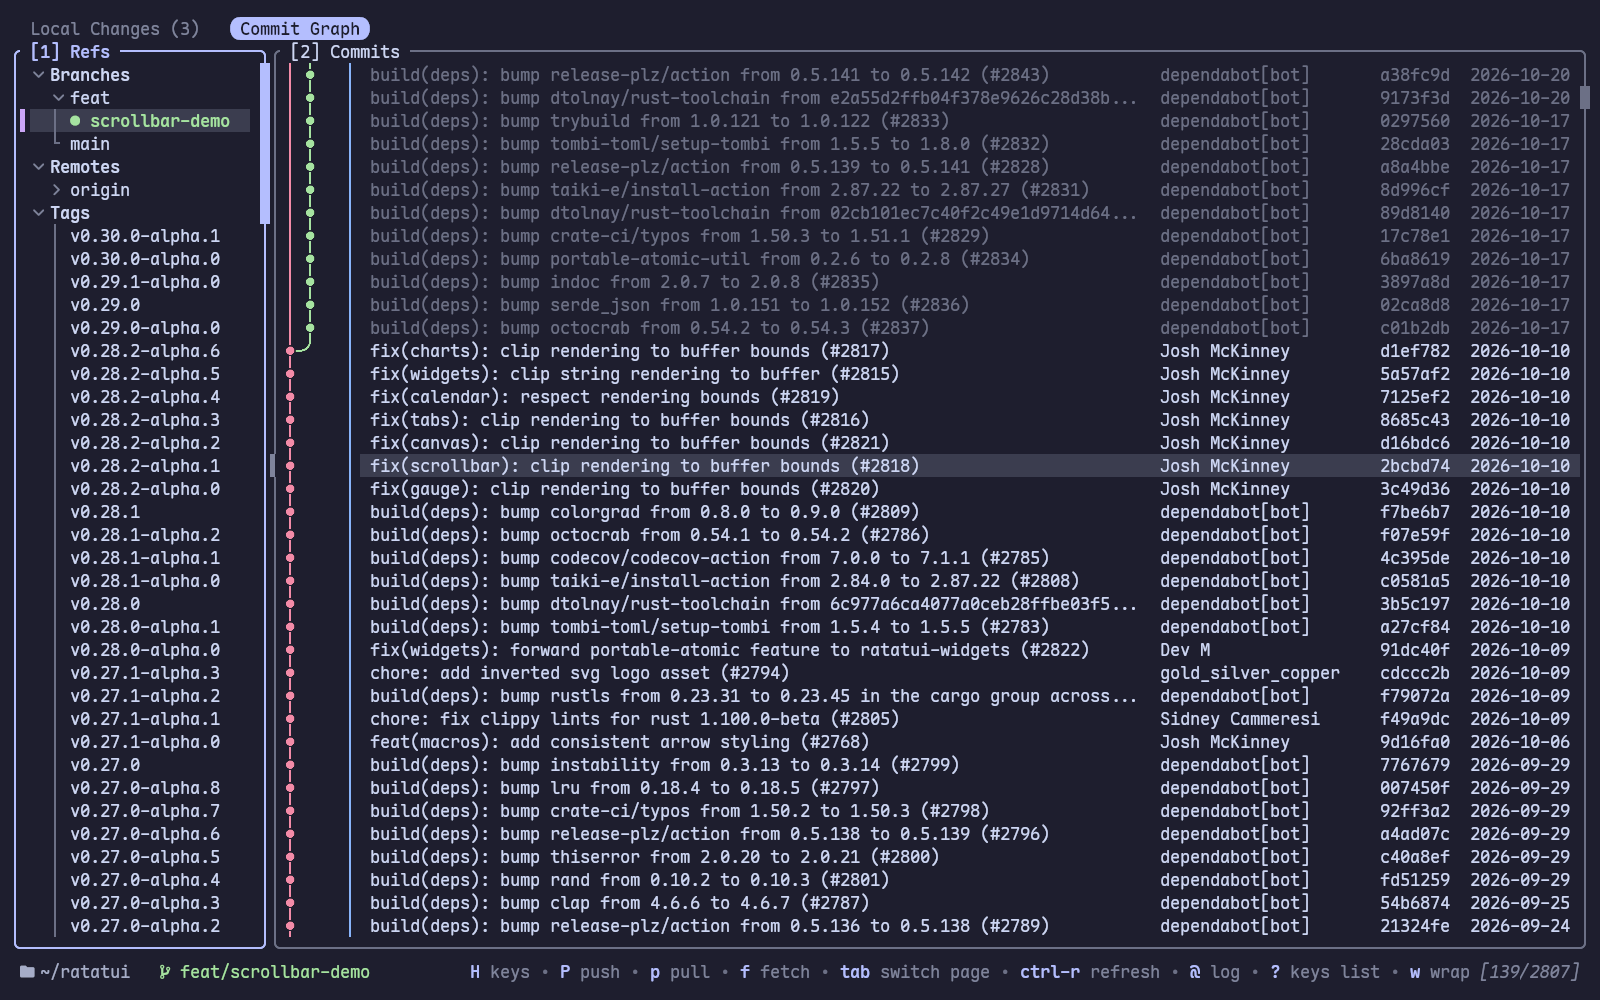 Local Changes (3) Commit Graph
[1] Refs [2] Commits
Branches build(deps): bump release-plz/action from 0.5.141 to 0.5.142 (#2843) dependabot[bot] a38fc9d 2026-10-20
feat build(deps): bump dtolnay/rust-toolchain from e2a55d2ffb04f378e9626c28d38b... dependabot[bot] 9173f3d 2026-10-20
scrollbar-demo build(deps): bump trybuild from 1.0.121 to 1.0.122 (#2833) dependabot[bot] 0297560 2026-10-17
main build(deps): bump tombi-toml/setup-tombi from 1.5.5 to 1.8.0 (#2832) dependabot[bot] 28cda03 2026-10-17
Remotes build(deps): bump release-plz/action from 0.5.139 to 0.5.141 (#2828) dependabot[bot] a8a4bbe 2026-10-17
origin build(deps): bump taiki-e/install-action from 2.87.22 to 2.87.27 (#2831) dependabot[bot] 8d996cf 2026-10-17
Tags build(deps): bump dtolnay/rust-toolchain from 02cb101ec7c40f2c49e1d9714d64... dependabot[bot] 89d8140 2026-10-17
v0.30.0-alpha.1 build(deps): bump crate-ci/typos from 1.50.3 to 1.51.1 (#2829) dependabot[bot] 17c78e1 2026-10-17
v0.30.0-alpha.0 build(deps): bump portable-atomic-util from 0.2.6 to 0.2.8 (#2834) dependabot[bot] 6ba8619 2026-10-17
v0.29.1-alpha.0 build(deps): bump indoc from 2.0.7 to 2.0.8 (#2835) dependabot[bot] 3897a8d 2026-10-17
v0.29.0 build(deps): bump serde_json from 1.0.151 to 1.0.152 (#2836) dependabot[bot] 02ca8d8 2026-10-17
v0.29.0-alpha.0 build(deps): bump octocrab from 0.54.2 to 0.54.3 (#2837) dependabot[bot] c01b2db 2026-10-17
v0.28.2-alpha.6 fix(charts): clip rendering to buffer bounds (#2817) Josh McKinney d1ef782 2026-10-10
v0.28.2-alpha.5 fix(widgets): clip string rendering to buffer (#2815) Josh McKinney 5a57af2 2026-10-10
v0.28.2-alpha.4 fix(calendar): respect rendering bounds (#2819) Josh McKinney 7125ef2 2026-10-10
v0.28.2-alpha.3 fix(tabs): clip rendering to buffer bounds (#2816) Josh McKinney 8685c43 2026-10-10
v0.28.2-alpha.2 fix(canvas): clip rendering to buffer bounds (#2821) Josh McKinney d16bdc6 2026-10-10
v0.28.2-alpha.1 fix(scrollbar): clip rendering to buffer bounds (#2818) Josh McKinney 2bcbd74 2026-10-10
v0.28.2-alpha.0 fix(gauge): clip rendering to buffer bounds (#2820) Josh McKinney 3c49d36 2026-10-10
v0.28.1 build(deps): bump colorgrad from 0.8.0 to 0.9.0 (#2809) dependabot[bot] f7be6b7 2026-10-10
v0.28.1-alpha.2 build(deps): bump octocrab from 0.54.1 to 0.54.2 (#2786) dependabot[bot] f07e59f 2026-10-10
v0.28.1-alpha.1 build(deps): bump codecov/codecov-action from 7.0.0 to 7.1.1 (#2785) dependabot[bot] 4c395de 2026-10-10
v0.28.1-alpha.0 build(deps): bump taiki-e/install-action from 2.84.0 to 2.87.22 (#2808) dependabot[bot] c0581a5 2026-10-10
v0.28.0 build(deps): bump dtolnay/rust-toolchain from 6c977a6ca4077a0ceb28ffbe03f5... dependabot[bot] 3b5c197 2026-10-10
v0.28.0-alpha.1 build(deps): bump tombi-toml/setup-tombi from 1.5.4 to 1.5.5 (#2783) dependabot[bot] a27cf84 2026-10-10
v0.28.0-alpha.0 fix(widgets): forward portable-atomic feature to ratatui-widgets (#2822) Dev M 91dc40f 2026-10-09
v0.27.1-alpha.3 chore: add inverted svg logo asset (#2794) gold_silver_copper cdccc2b 2026-10-09
v0.27.1-alpha.2 build(deps): bump rustls from 0.23.31 to 0.23.45 in the cargo group across... dependabot[bot] f79072a 2026-10-09
v0.27.1-alpha.1 chore: fix clippy lints for rust 1.100.0-beta (#2805) Sidney Cammeresi f49a9dc 2026-10-09
v0.27.1-alpha.0 feat(macros): add consistent arrow styling (#2768) Josh McKinney 9d16fa0 2026-10-06
v0.27.0 build(deps): bump instability from 0.3.13 to 0.3.14 (#2799) dependabot[bot] 7767679 2026-09-29
v0.27.0-alpha.8 build(deps): bump lru from 0.18.4 to 0.18.5 (#2797) dependabot[bot] 007450f 2026-09-29
v0.27.0-alpha.7 build(deps): bump crate-ci/typos from 1.50.2 to 1.50.3 (#2798) dependabot[bot] 92ff3a2 2026-09-29
v0.27.0-alpha.6 build(deps): bump release-plz/action from 0.5.138 to 0.5.139 (#2796) dependabot[bot] a4ad07c 2026-09-29
v0.27.0-alpha.5 build(deps): bump thiserror from 2.0.20 to 2.0.21 (#2800) dependabot[bot] c40a8ef 2026-09-29
v0.27.0-alpha.4 build(deps): bump rand from 0.10.2 to 0.10.3 (#2801) dependabot[bot] fd51259 2026-09-29
v0.27.0-alpha.3 build(deps): bump clap from 4.6.6 to 4.6.7 (#2787) dependabot[bot] 54b6874 2026-09-25
v0.27.0-alpha.2 build(deps): bump release-plz/action from 0.5.136 to 0.5.138 (#2789) dependabot[bot] 21324fe 2026-09-24
~/ratatui feat/scrollbar-demo H keys • P push • p pull • f fetch • tab switch page • ctrl-r refresh • @ log • ? keys list • w wrap [139/2807]